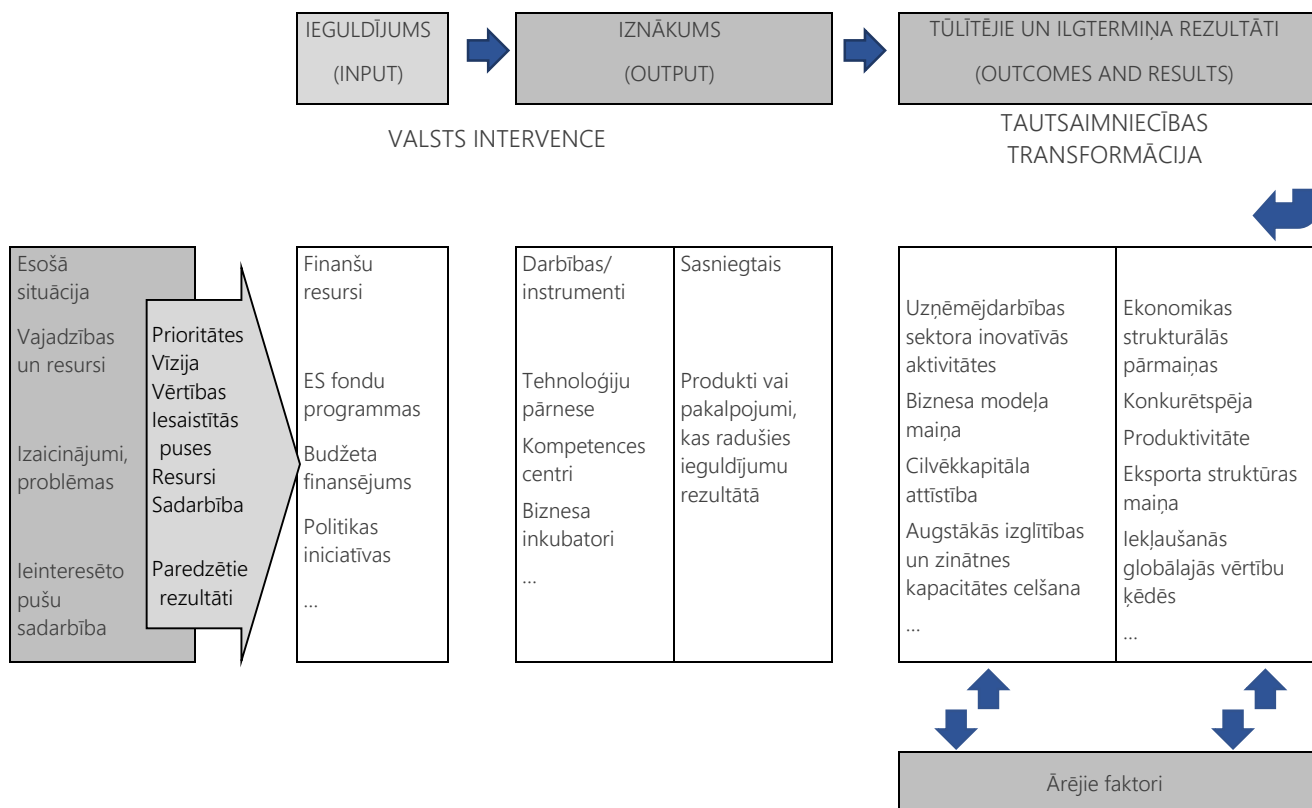 IEGULDĪJUMS
(INPUT)
IZNĀKUMS
(OUTPUT)
TŪLĪTĒJIE UN ILGTERMIŅA REZULTĀTI
(OUTCOMES AND RESULTS)
VALSTS INTERVENCE
TAUTSAIMNIECĪBAS
TRANSFORMĀCIJA
Esošā
situācija
Vajadzības
un resursi
Izaicinājumi,
problēmas
Ieinteresēto
pušu
sadarbība
Prioritātes
Vīzija
Vērtības
Iesaistītās
puses
Resursi
Sadarbība
Paredzētie
rezultāti
Finanšu
resursi
ES fondu
programmas
Budžeta
finansējums
Politikas
iniciatīvas
...
Darbības/
instrumenti
Tehnoloģiju
pārnese
Kompetences
centri
Biznesa
inkubatori
...
Sasniegtais
Produkti vai
pakalpojumi,
kas radušies
ieguldījumu
rezultātā
Uzņēmējdarbības
sektora inovatīvās
aktivitātes
Biznesa modeļa
maiņa
Cilvēkkapitāla
attīstība
Augstākās izglītības
un zinātnes
kapacitātes celšana
...
Ekonomikas
strukturālās
pārmaiņas
Konkurētspēja
Produktivitāte
Eksporta struktūras
maiņa
Iekļaušanās
globālajās vērtību
ķēdēs
...
Ārējie faktori